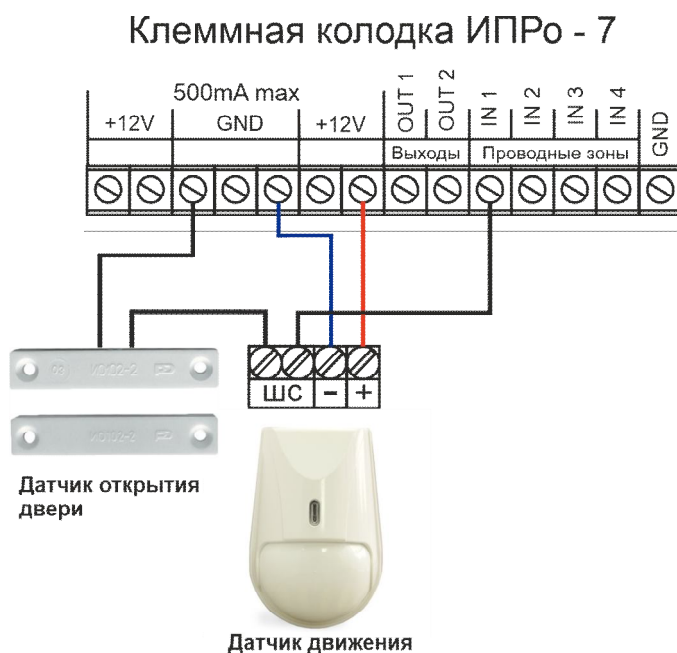 Клеммная колодка ИПРо - 7
500mA max
+12V GND +12V OUT 1 OUT 2 IN 1 IN 2 IN 3 IN 4 GND
Выходы Проводные зоны
ШС - +
Датчик открытия
двери
Датчик движения